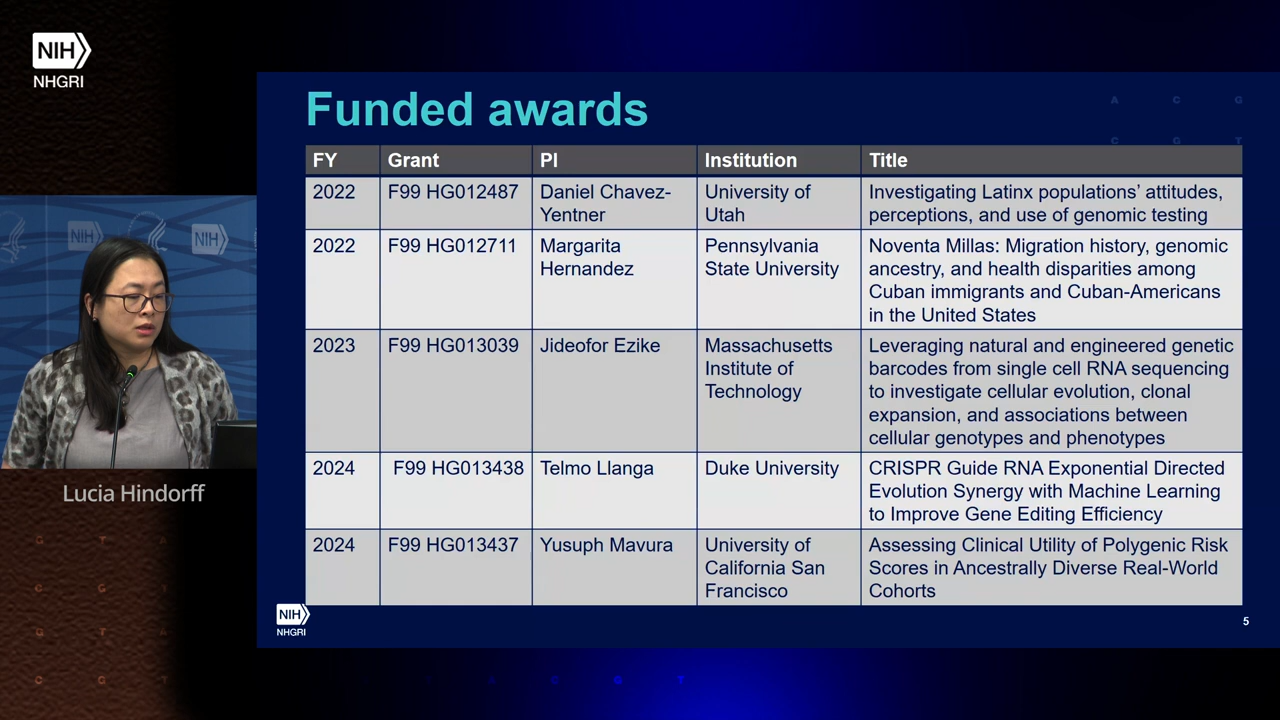 NIH
NHGRI
Funded awards
A C G
C G T
FY Grant PI Institution Title
2022 F99 HG012487 Daniel Chavez- University of Investigating Latinx populations’ attitudes,
Yentner Utah perceptions, and use of genomic testing
2022 F99 HG012711 Margarita Pennsylvania Noventa Millas: Migration history, genomic
Hernandez State University ancestry, and health disparities among
Cuban immigrants and Cuban-Americans
in the United States
2023 F99 HG013039 Jideofor Ezike Massachusetts Leveraging natural and engineered genetic
Institute of barcodes from single cell RNA sequencing
Technology to investigate cellular evolution, clonal
expansion, and associations between
cellular genotypes and phenotypes
2024 F99 HG013438 Telmo Llanga Duke University CRISPR Guide RNA Exponential Directed
Evolution Synergy with Machine Learning
to Improve Gene Editing Efficiency
2024 F99 HG013437 Yusuph Mavura University of Assessing Clinical Utility of Polygenic Risk
California San Scores in Ancestrally Diverse Real-World
Francisco Cohorts
NIH
NHGRI
5
NIH
NIH
Lucia Hindorff